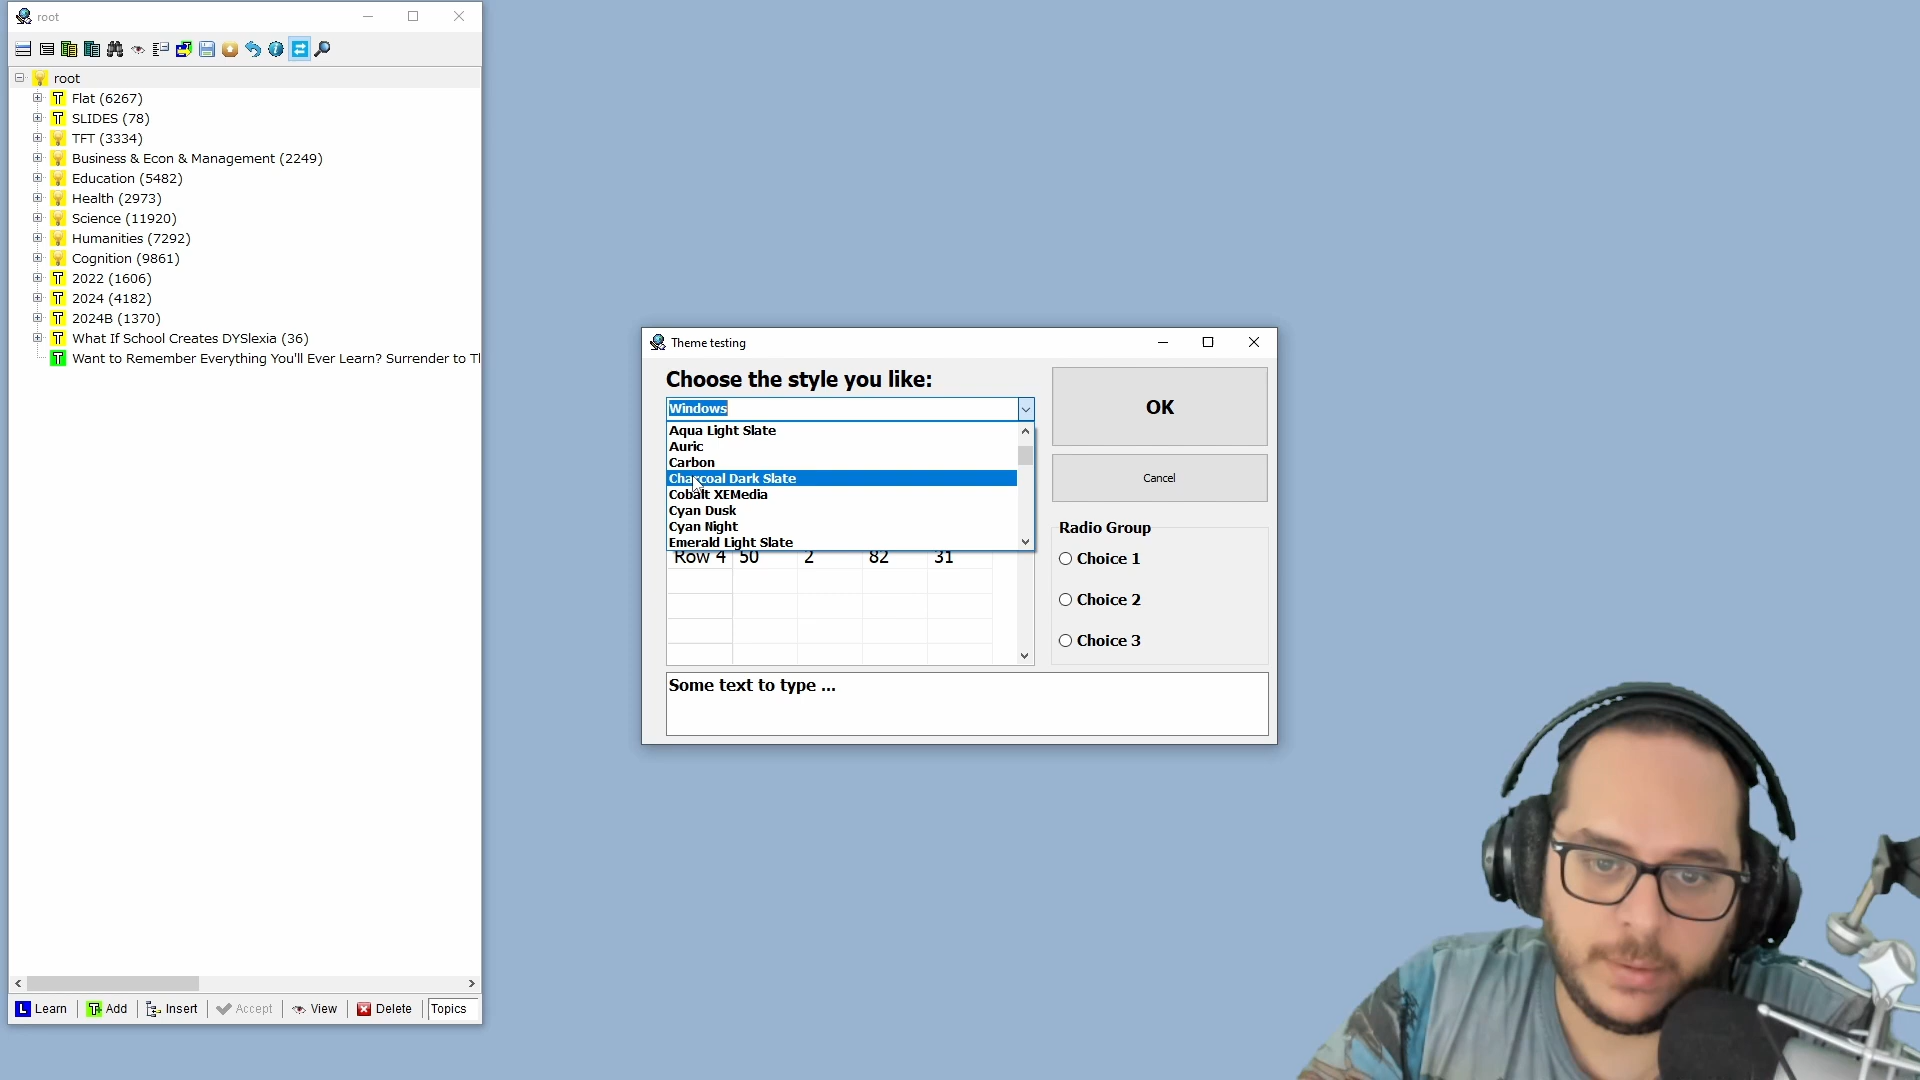 root
root
Flat (6267)
SLIDES (78)
TFT (3334)
Business & Econ & Management (2249)
Education (5482)
Health (2973)
Science (11920)
Humanities (7292)
Cognition (9861)
2022 (1606)
2024 (4182)
2024B (1370)
What If School Creates DYSlexia (36)
Want to Remember Everything You'll Ever Learn? Surrender to Tl
L Learn
Add
Insert
Accept
View
Delete
Topics
Theme testing
Choose the style you like:
Windows
Aqua Light Slate
Auric
Carbon
Charcoal Dark Slate
Cobalt XEMedia
Cyan Dusk
Cyan Night
Emerald Light Slate
Row 4 50 2 82 31
Some text to type ...
OK
Cancel
Radio Group
Choice 1
Choice 2
Choice 3